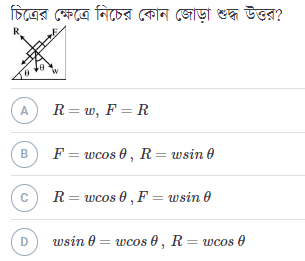 চিত্রের ক্ষেত্রে নিচের কোন জোড়া শুদ্ধ উত্তর?
R F
θ θ w
A R = w, F = R
B F = wcos θ , R = wsin θ
C R = wcos θ , F = wsin θ
D wsin θ = wcos θ , R = wcos θ